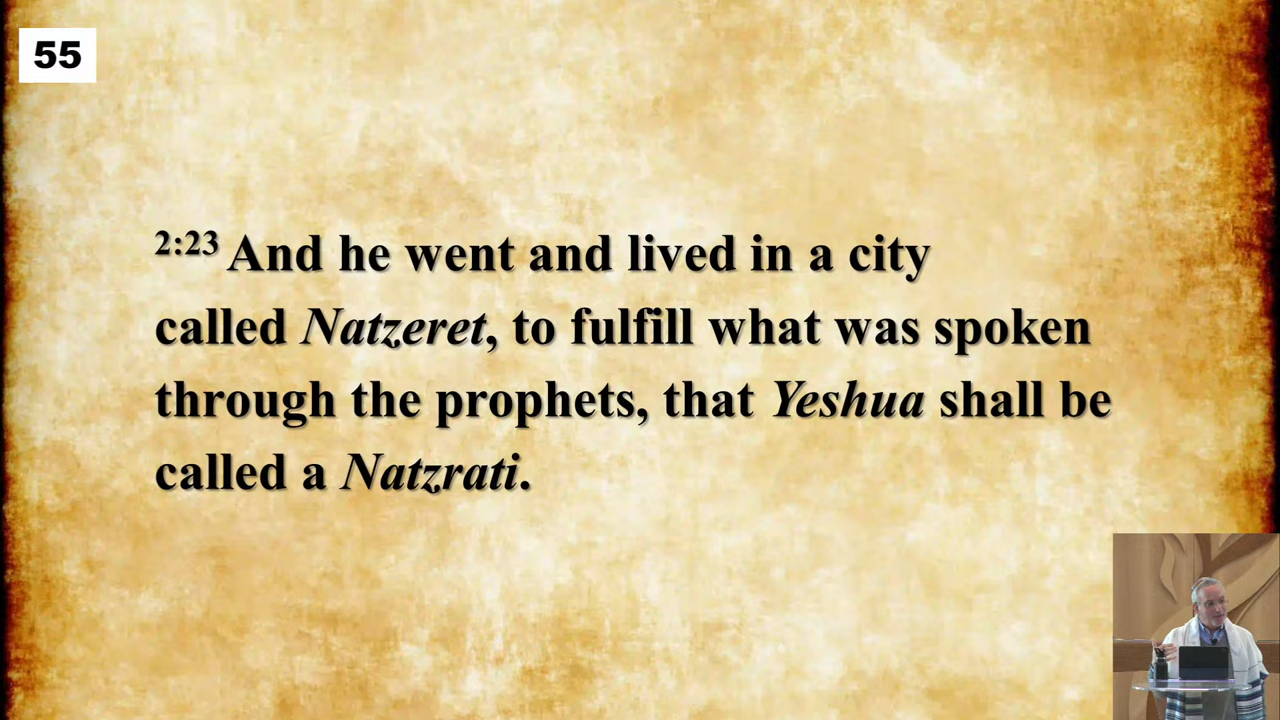 55
2:23 And he went and lived in a city
called Natzeret, to fulfill what was spoken
through the prophets, that Yeshua shall be
called a Natzrati.